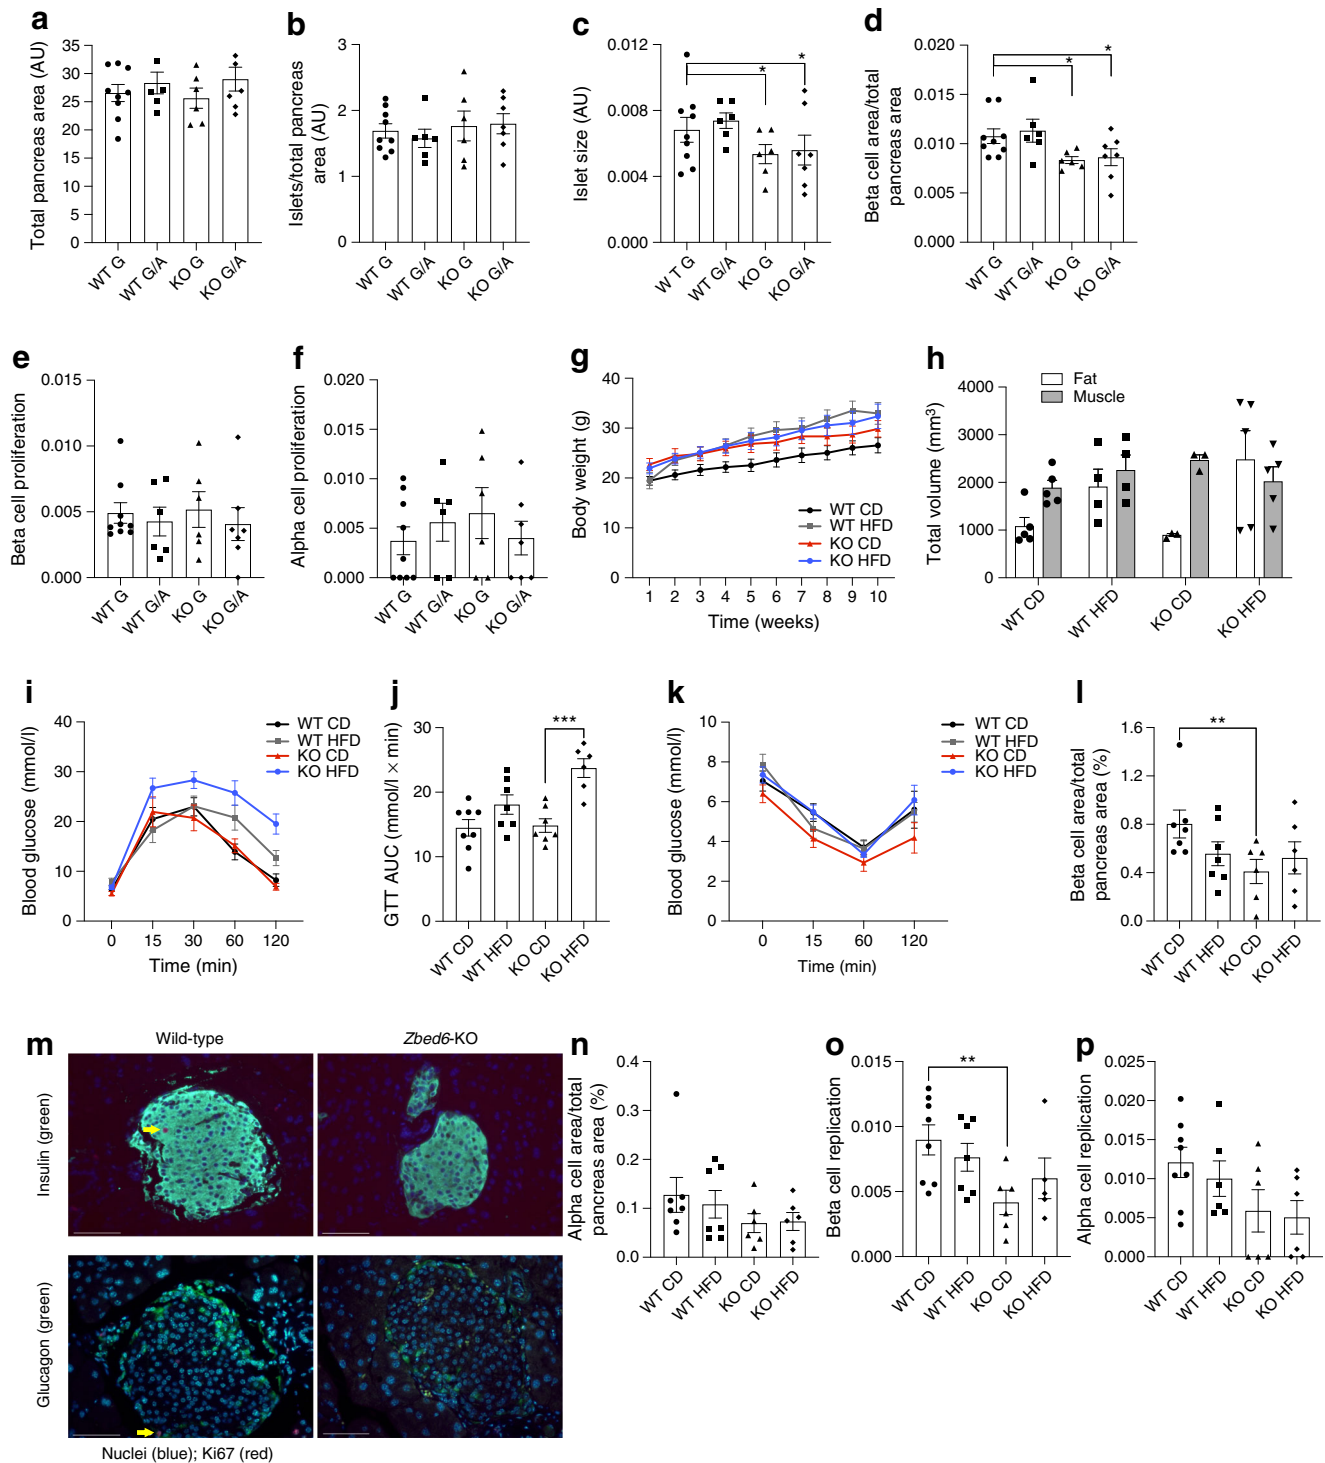 a
Total pancreas area (AU)
35
30
25
20
15
10
5
0
WT G
WT G/A
KO G
KO G/A
b
Islets/total pancreas
area (AU)
3
2
1
0
WT G
WT G/A
KO G
KO G/A
c
Islet size (AU)
0.012
0.008
0.004
0.000
*
*
WT T G
WT G/A
KO G
KO G/A
d
Beta cell area/total
pancreas area
0.020
0.015
0.010
0.005
0.000
*
*
WT G
WT G/A
KO G
KO G/A
e
Beta cell proliferation
0.015
0.010
0.005
0.000
WT G
WT G/A
KO G
KO G/A
f
Alpha cell proliferation
0.020
0.015
0.010
0.005
0.000
WT G
WT G/A
KO G
KO G/A
g
Body weight (g)
40
30
20
10
0
WT CD
WT HFD
KO CD
KO HFD
1 2 3 4 5 6 7 8 9 10
Time (weeks)
h
Total volume (mm³)
4000
3000
2000
1000
0
Fat
Muscle
WT CD
WT HFD
KO CD
KO HFD
i
Blood glucose (mmol/l)
40
30
20
10
0
WT CD
WT HFD
KO CD
KO HFD
0 15 30 60 120
Time (min)
j
GTT AUC (mmol/l × min)
30
20
10
0
***
WT CD
WT HFD
KO CD
KO HFD
k
Blood glucose (mmol/l)
10
8
6
4
2
0
WT CD
WT HFD
KO CD
KO HFD
0 15 60 120
Time (min)
l
Beta cell area/total
pancreas area (%)
1.6
1.2
0.8
0.4
0.0
**
WT CD
WT HFD
KO CD
KO HFD
m
Wild-type
Zbed6-KO
Insulin (green)
Glucagon (green)
Nuclei (blue); Ki67 (red)
n
Alpha cell area/total
pancreas area (%)
0.4
0.3
0.2
0.1
0.0
WT CD
WT HFD
KO CD
KO HFD
o
Beta cell replication
0.015
0.010
0.005
0.000
**
WT CD
WT HFD
KO CD
KO HFD
p
Alpha cell replication
0.025
0.020
0.015
0.010
0.005
0.000
WT CD
WT HFD
KO CD
KO HFD